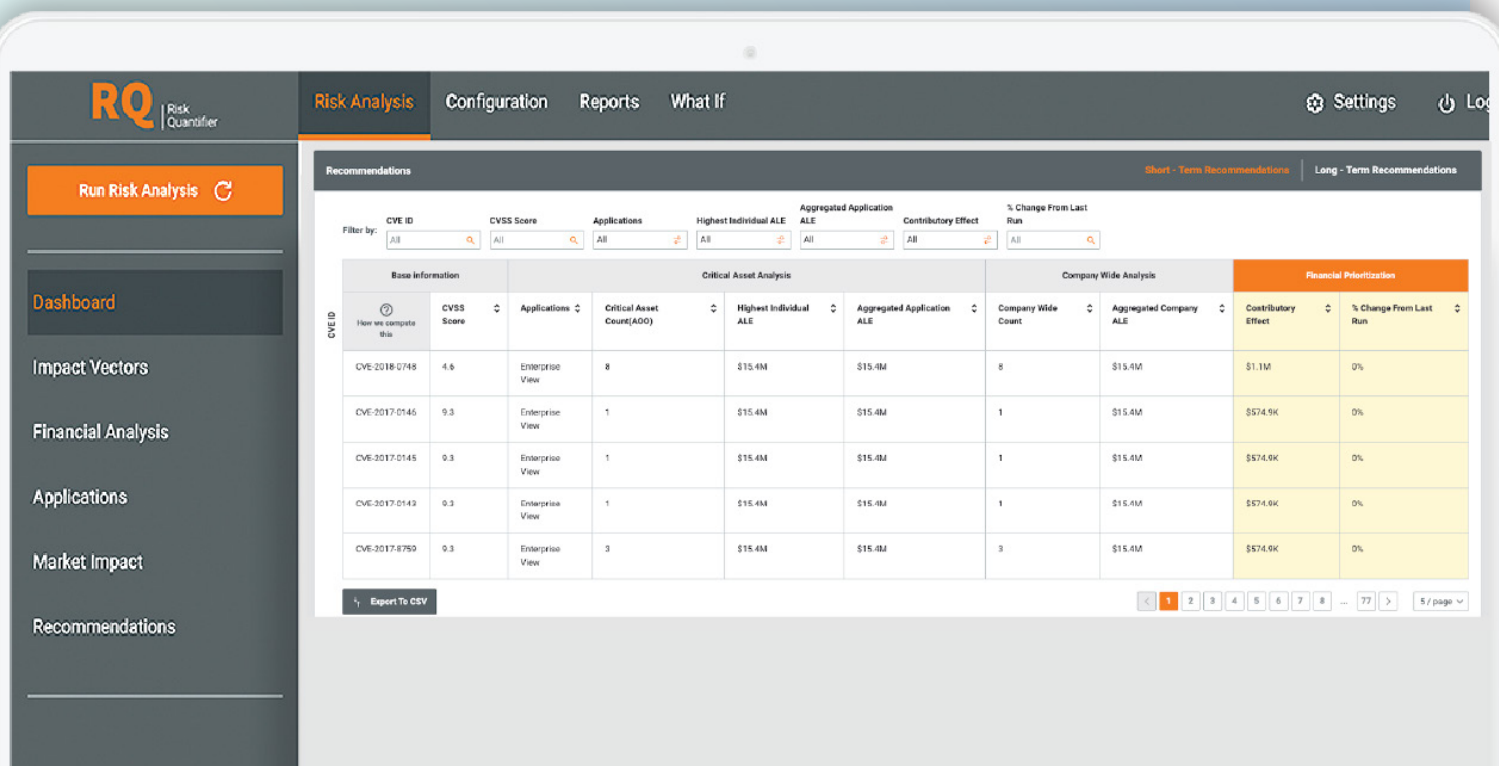 RQ Risk
Quantifier
Risk Analysis Configuration Reports What If Settings Log
Run Risk Analysis
Dashboard
Impact Vectors
Financial Analysis
Applications
Market Impact
Recommendations
Recommendations Short - Term Recommendations Long - Term Recommendations
Filter by:
CVE ID CVSS Score Applications Highest Individual ALE Aggregated Application ALE Contributory Effect % Change From Last Run
All All All All All All All
Base information Critical Asset Analysis Company Wide Analysis Financial Prioritization
CVE ID
How we compute this
CVSS Score Applications Critical Asset Count(AOO) Highest Individual ALE Aggregated Application ALE Company Wide Count Aggregated Company ALE Contributory Effect % Change From Last Run
CVE-2018-0748 4.6 Enterprise View 8 $15.4M $15.4M 8 $15.4M $1.1M 0%
CVE-2017-0146 9.3 Enterprise View 1 $15.4M $15.4M 1 $15.4M $574.9K 0%
CVE-2017-0145 9.3 Enterprise View 1 $15.4M $15.4M 1 $15.4M $574.9K 0%
CVE-2017-0143 9.3 Enterprise View 1 $15.4M $15.4M 1 $15.4M $574.9K 0%
CVE-2017-8759 9.3 Enterprise View 3 $15.4M $15.4M 3 $15.4M $574.9K 0%
Export To CSV
< 1 2 3 4 5 6 7 8 ... 77 > 5 / page